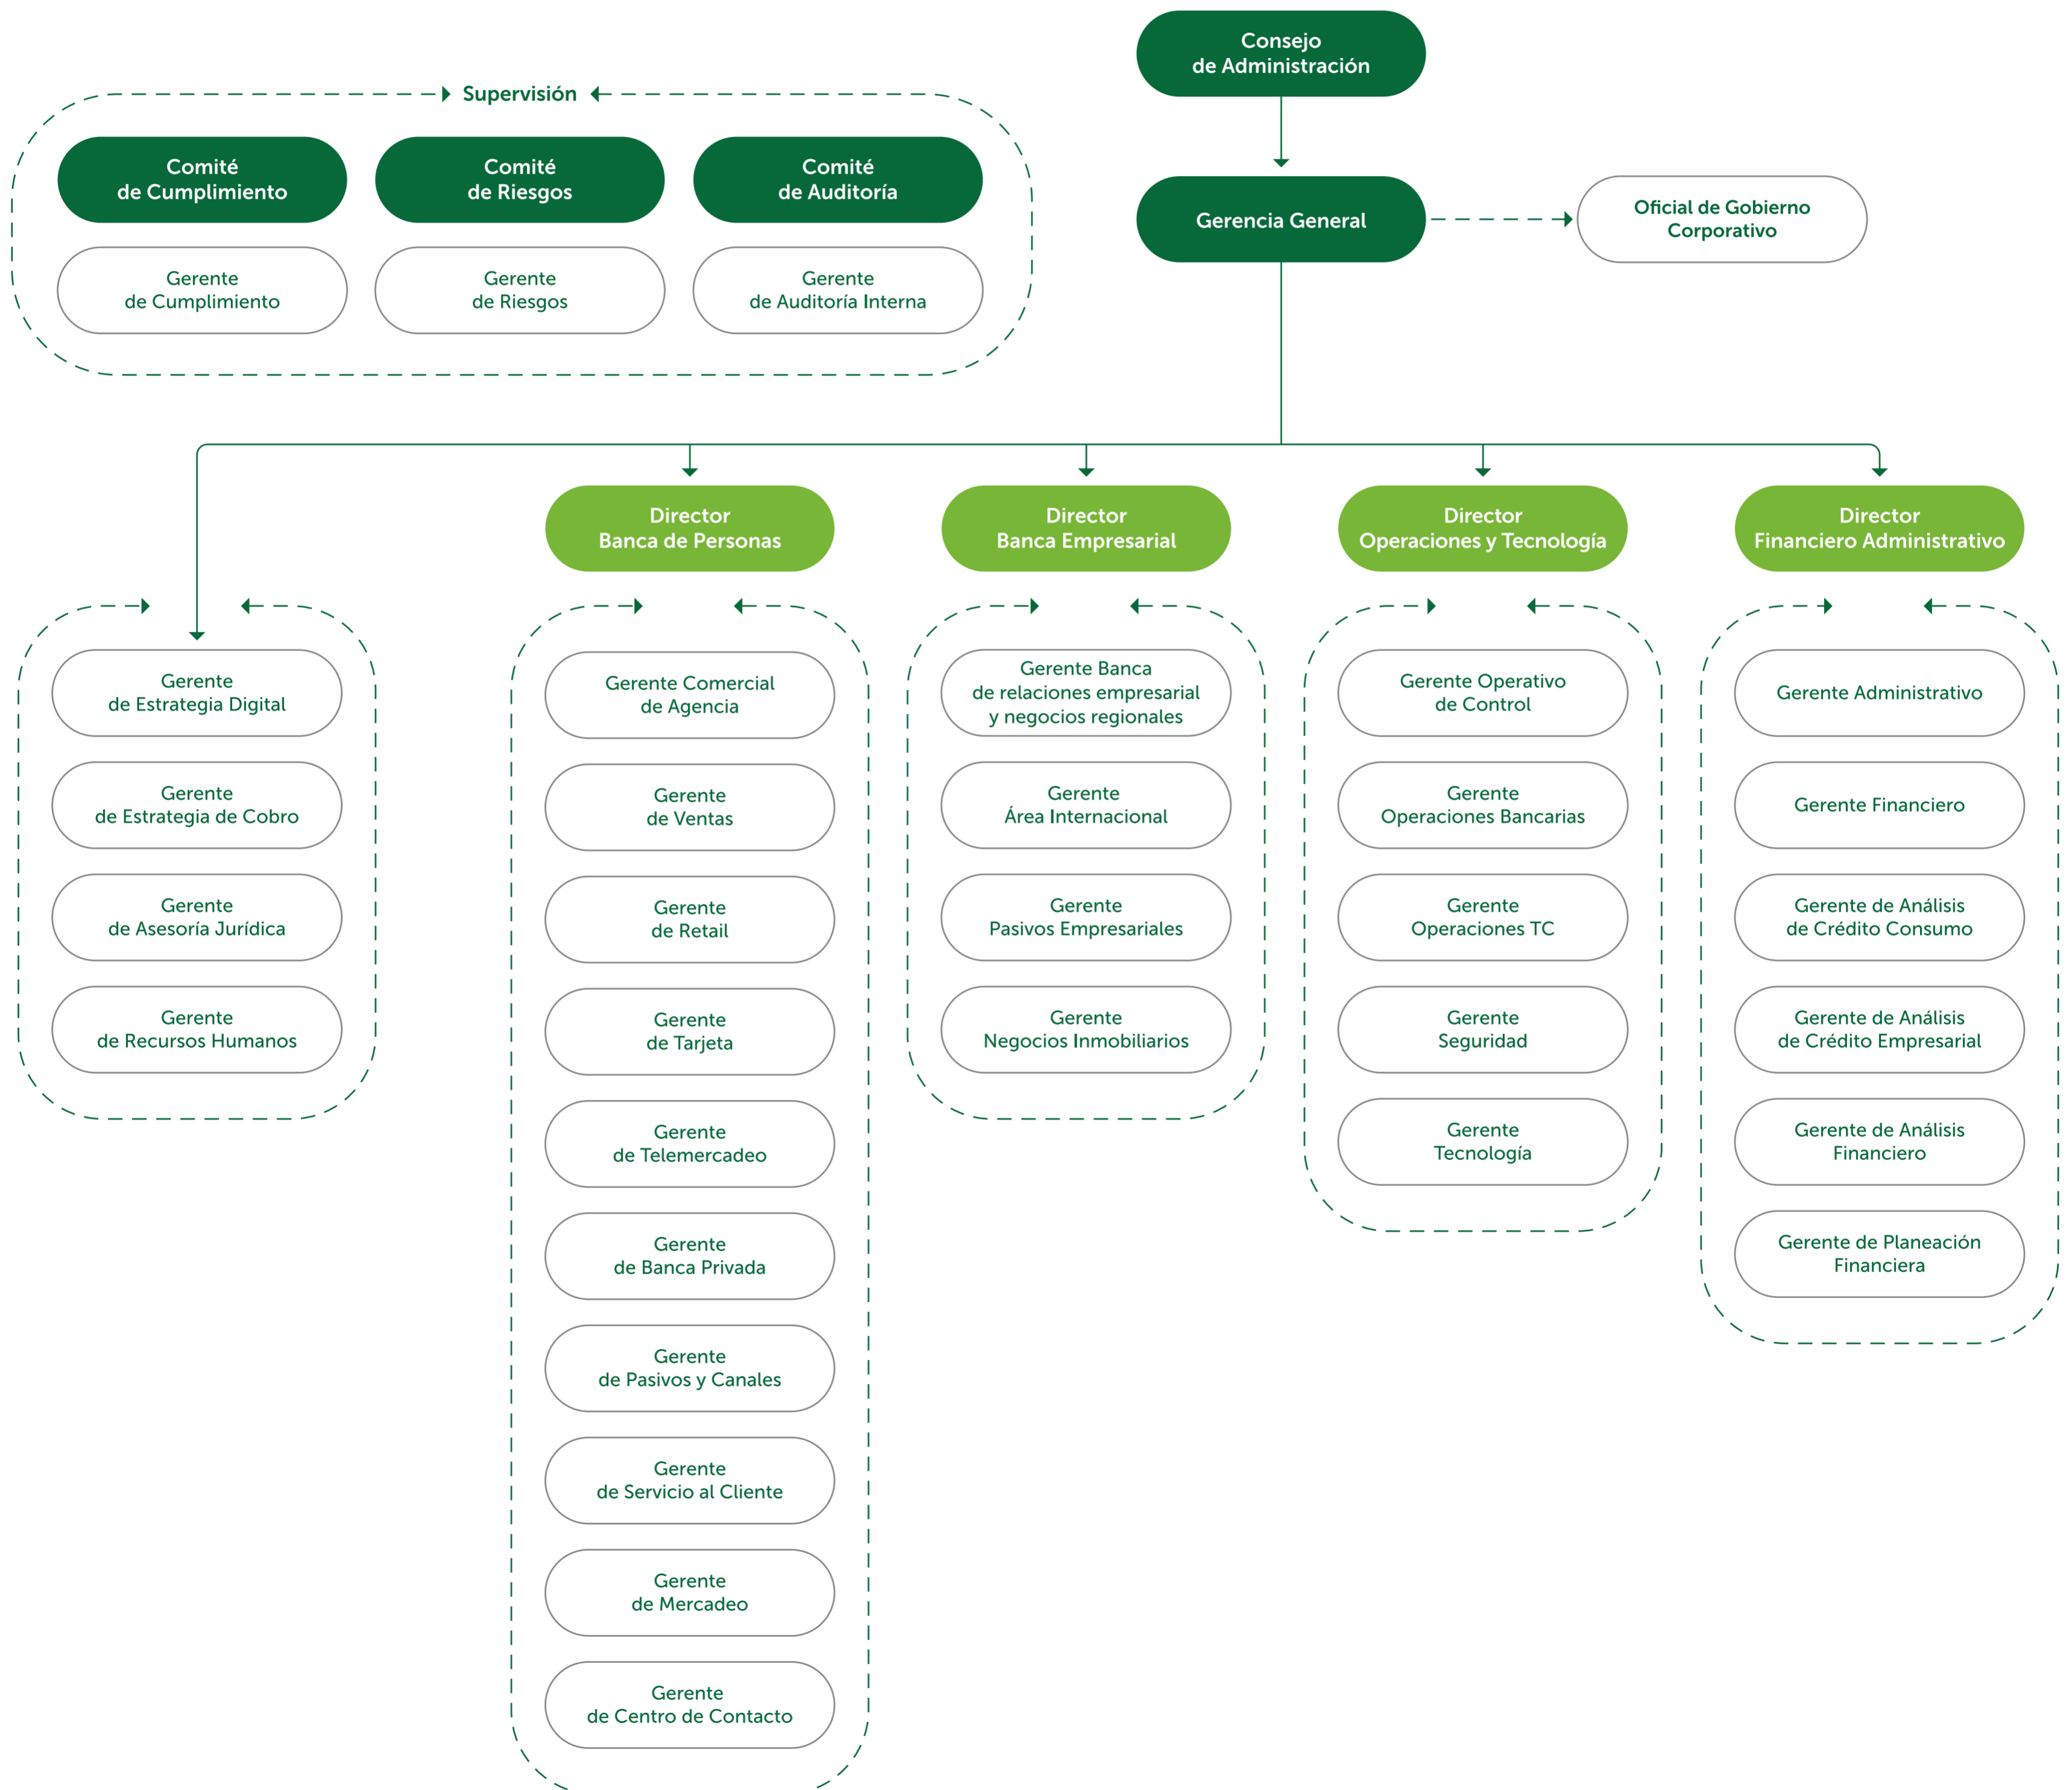 Consejo
de Administración
Supervisión
Comité
de Cumplimiento
Comité
de Riesgos
Comité
de Auditoría
Gerente
de Cumplimiento
Gerente
de Riesgos
Gerente
de Auditoría Interna
Gerencia General
Oficial de Gobierno
Corporativo
Gerente
de Estrategia Digital
Gerente
de Estrategia de Cobro
Gerente
de Asesoría Jurídica
Gerente
de Recursos Humanos
Director
Banca de Personas
Gerente Comercial
de Agencia
Gerente
de Ventas
Gerente
de Retail
Gerente
de Tarjeta
Gerente
de Telemercadeo
Gerente
de Banca Privada
Gerente
de Pasivos y Canales
Gerente
de Servicio al Cliente
Gerente
de Mercadeo
Gerente
de Centro de Contacto
Director
Banca Empresarial
Gerente Banca
de relaciones empresarial
y negocios regionales
Gerente
Área Internacional
Gerente
Pasivos Empresariales
Gerente
Negocios Inmobiliarios
Director
Operaciones y Tecnología
Gerente Operativo
de Control
Gerente
Operaciones Bancarias
Gerente
Operaciones TC
Gerente
Seguridad
Gerente
Tecnología
Director
Financiero Administrativo
Gerente Administrativo
Gerente Financiero
Gerente de Análisis
de Crédito Consumo
Gerente de Análisis
de Crédito Empresarial
Gerente de Análisis
Financiero
Gerente de Planeación
Financiera